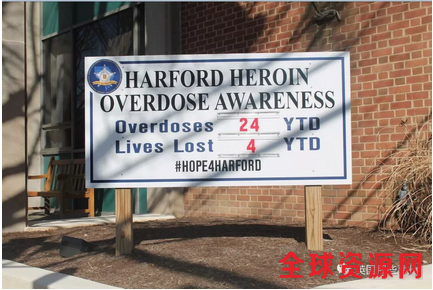 HARFORD HEROIN
OVERDOSE AWARENESS
Overdoses 24 YTD
Lives Lost 4 YTD
#HOPE4HARFORD
全球资源网